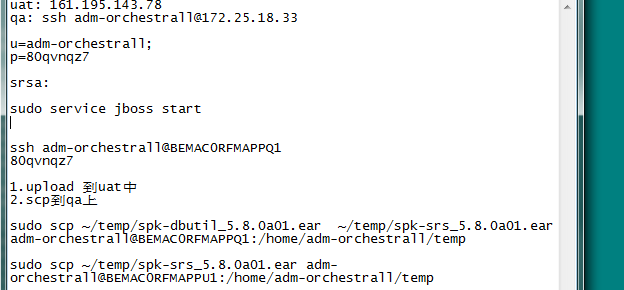 uat: 161.195.143.78
qa: ssh adm-orchestrall@172.25.18.33
u=adm-orchestrall;
p=80qvnqz7
srsa:
sudo service jboss start
ssh adm-orchestrall@BEMAC0RFMAPPQ1
80qvnqz7
1.upload 到uat中
2.scp到qa上
sudo scp ~/temp/spk-dbutil_5.8.0a01.ear  ~/temp/spk-srs_5.8.0a01.ear
adm-orchestrall@BEMAC0RFMAPPQ1:/home/adm-orchestrall/temp
sudo scp ~/temp/spk-srs_5.8.0a01.ear adm-
orchestrall@BEMAC0RFMAPPU1:/home/adm-orchestrall/temp